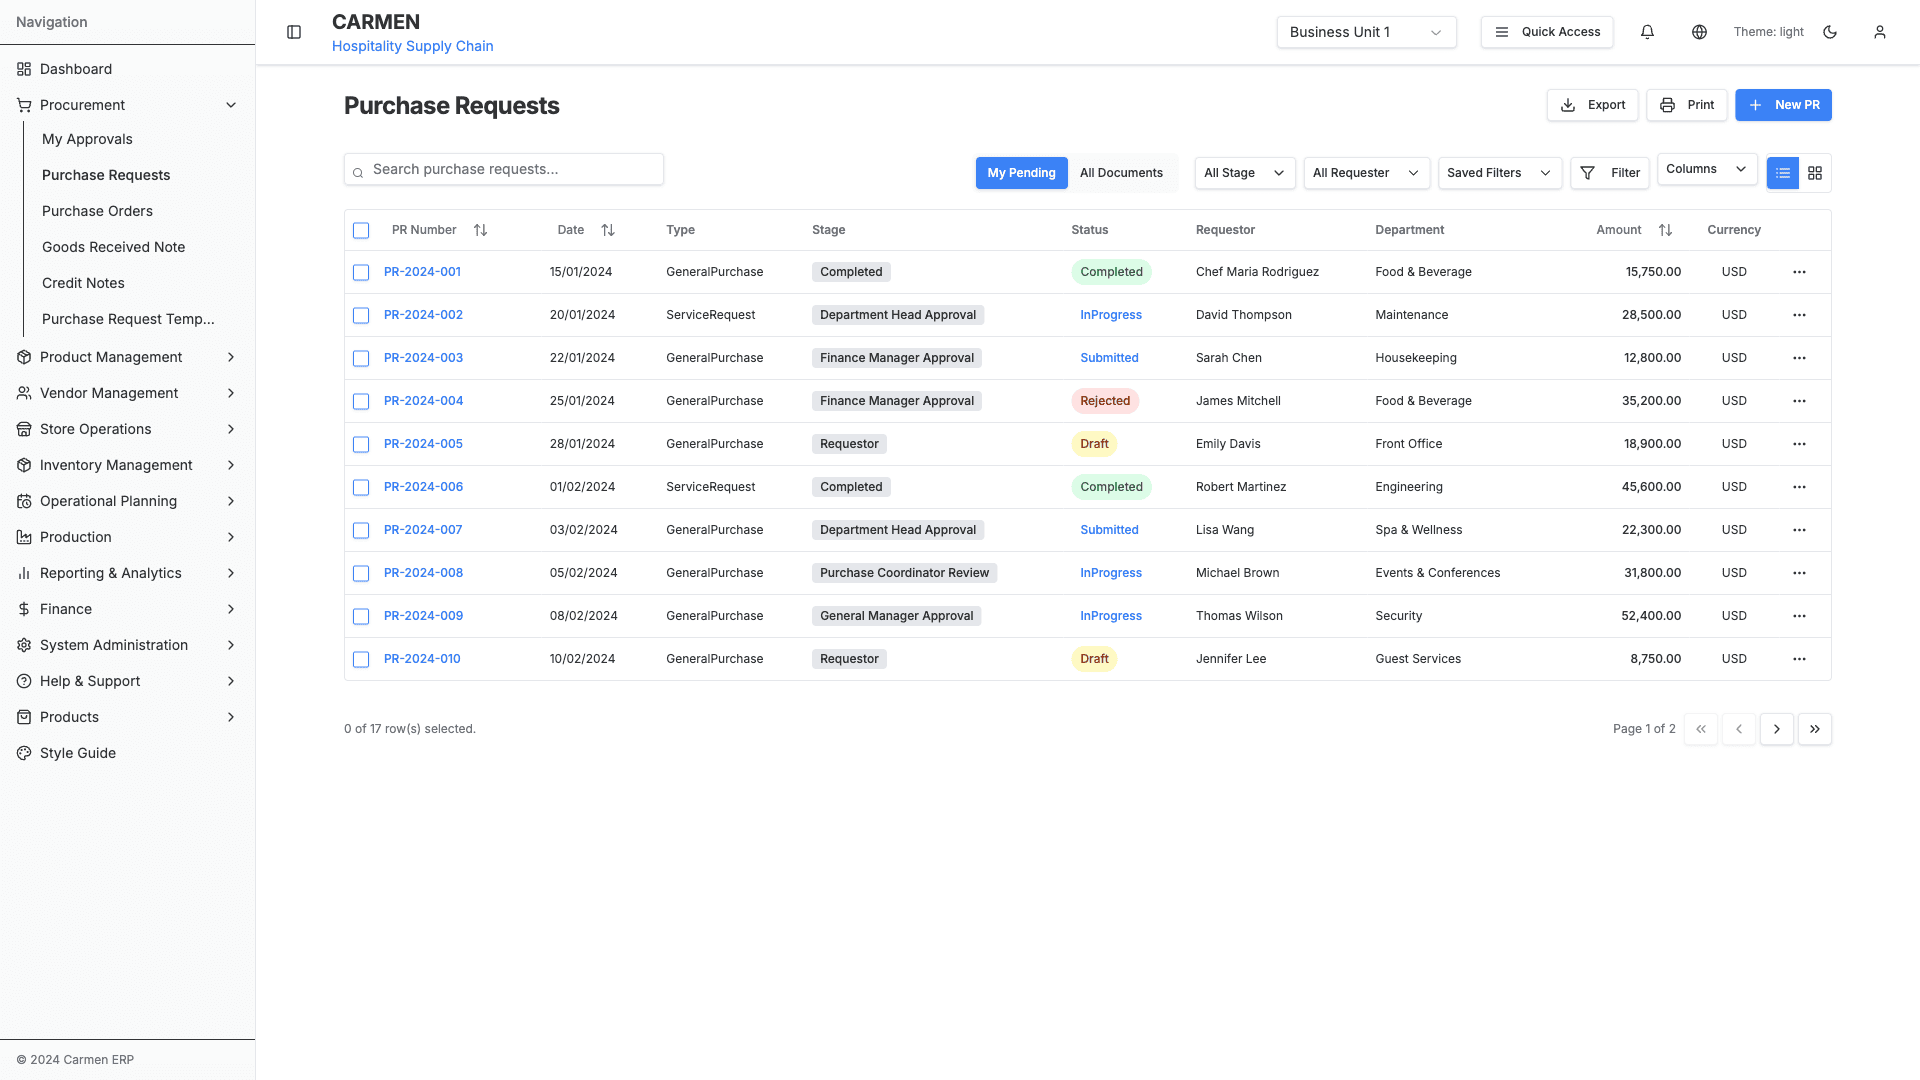 Navigation
Dashboard
Procurement
My Approvals
Purchase Requests
Purchase Orders
Goods Received Note
Credit Notes
Purchase Request Temp...
Product Management
Vendor Management
Store Operations
Inventory Management
Operational Planning
Production
Reporting & Analytics
Finance
System Administration
Help & Support
Products
Style Guide
© 2024 Carmen ERP
CARMEN
Hospitality Supply Chain
Business Unit 1
Quick Access
Theme: light
Purchase Requests
Export
Print
New PR
Search purchase requests...
My Pending
All Documents
All Stage
All Requester
Saved Filters
Filter
Columns
PR Number Date Type Stage Status Requestor Department Amount Currency
PR-2024-001 15/01/2024 GeneralPurchase Completed Completed Chef Maria Rodriguez Food & Beverage 15,750.00 USD
PR-2024-002 20/01/2024 ServiceRequest Department Head Approval InProgress David Thompson Maintenance 28,500.00 USD
PR-2024-003 22/01/2024 GeneralPurchase Finance Manager Approval Submitted Sarah Chen Housekeeping 12,800.00 USD
PR-2024-004 25/01/2024 GeneralPurchase Finance Manager Approval Rejected James Mitchell Food & Beverage 35,200.00 USD
PR-2024-005 28/01/2024 GeneralPurchase Requestor Draft Emily Davis Front Office 18,900.00 USD
PR-2024-006 01/02/2024 ServiceRequest Completed Completed Robert Martinez Engineering 45,600.00 USD
PR-2024-007 03/02/2024 GeneralPurchase Department Head Approval Submitted Lisa Wang Spa & Wellness 22,300.00 USD
PR-2024-008 05/02/2024 GeneralPurchase Purchase Coordinator Review InProgress Michael Brown Events & Conferences 31,800.00 USD
PR-2024-009 08/02/2024 GeneralPurchase General Manager Approval InProgress Thomas Wilson Security 52,400.00 USD
PR-2024-010 10/02/2024 GeneralPurchase Requestor Draft Jennifer Lee Guest Services 8,750.00 USD
0 of 17 row(s) selected.
Page 1 of 2